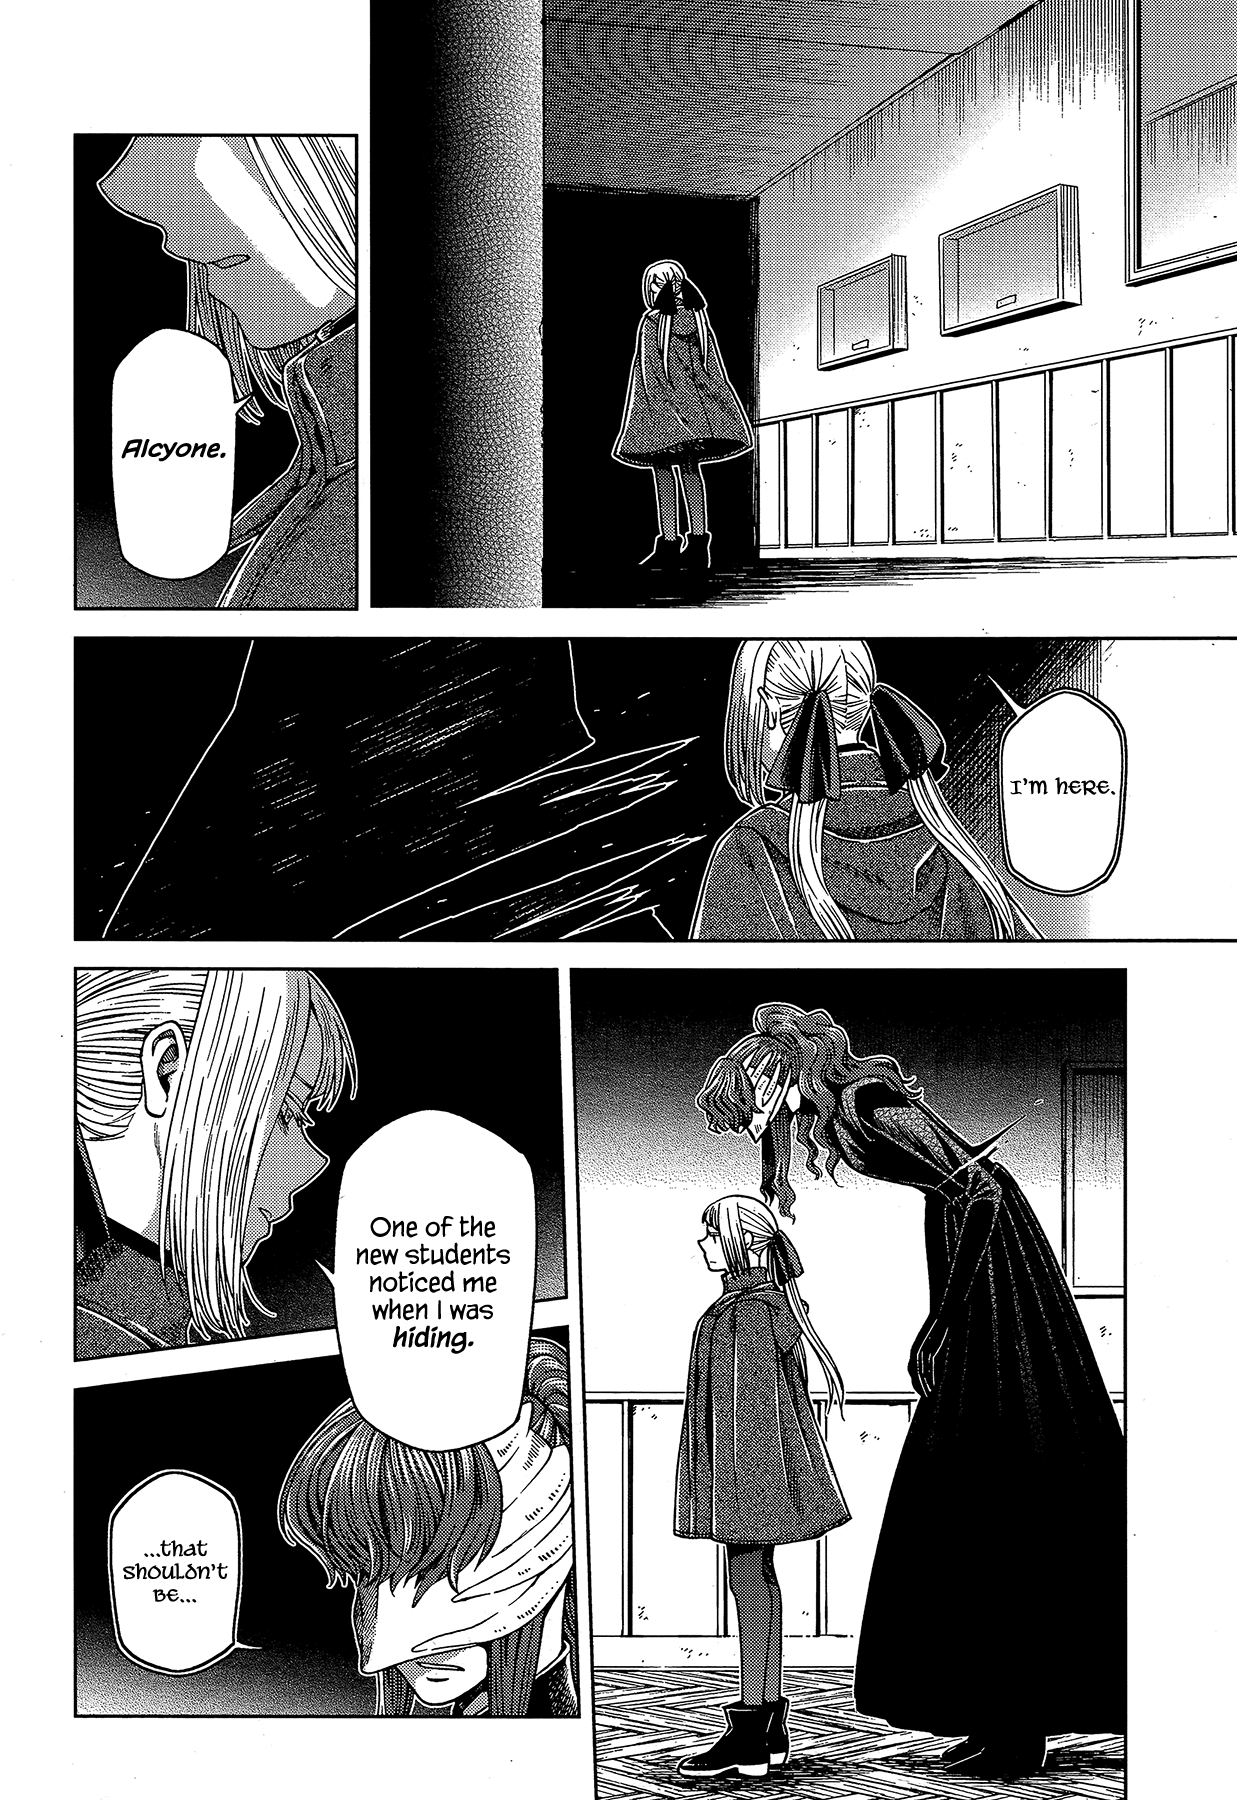 Alcyone.
I'm here.
One of the
new students
noticed me
when I was
hiding.
...that
shouldn't
be...